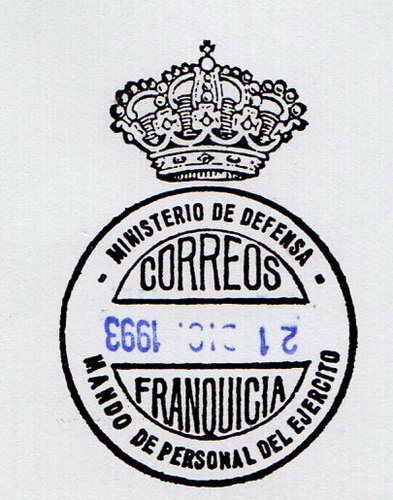 MINISTERIO DE DEFENSA
CORREOS
21 DIC. 1993
FRANQUICIA
MANDO DE PERSONAL DEL EJERCITO